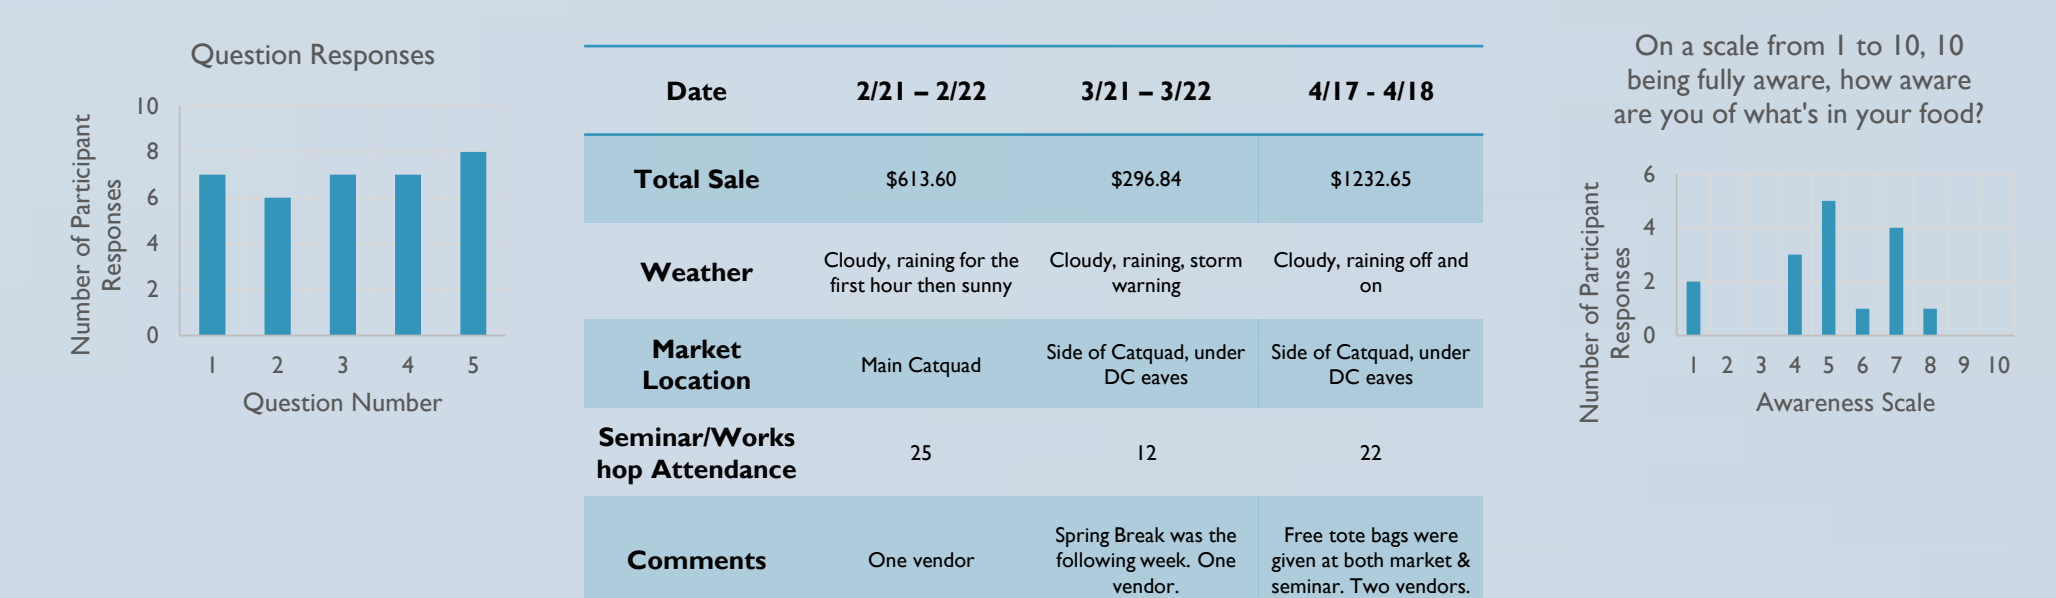 Question Responses
Number of Participant
Responses
10
8
6
4
2
0
1 2 3 4 5
Question Number
Date 2/21 – 2/22 3/21 – 3/22 4/17 - 4/18
Total Sale $613.60 $296.84 $1232.65
Weather
Cloudy, raining for the
first hour then sunny
Cloudy, raining, storm
warning
Cloudy, raining off and
on
Market
Location
Main Catquad
Side of Catquad, under
DC eaves
Side of Catquad, under
DC eaves
Seminar/Works
hop Attendance
25 12 22
Comments
One vendor
Spring Break was the
following week. One
vendor.
Free tote bags were
given at both market &
seminar. Two vendors.
On a scale from 1 to 10, 10
being fully aware, how aware
are you of what's in your food?
Number of Participant
Responses
6
4
2
0
1 2 3 4 5 6 7 8 9 10
Awareness Scale